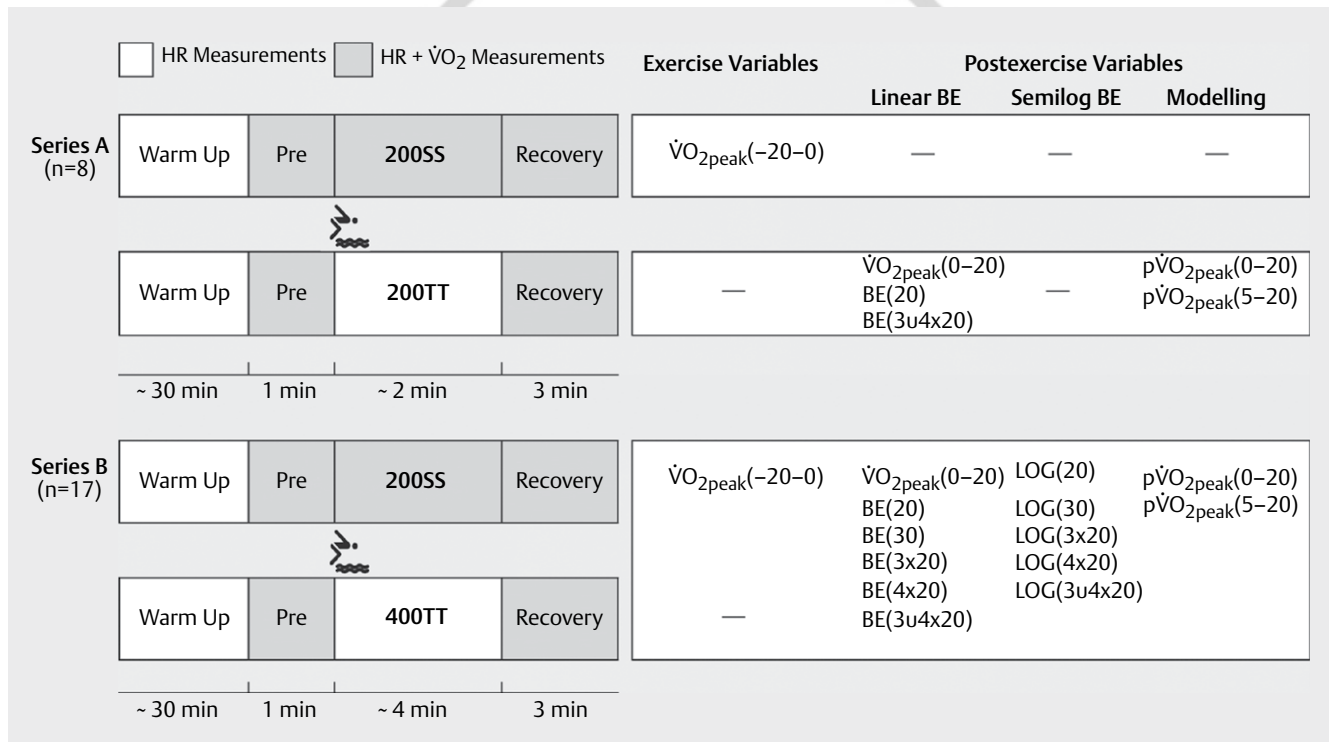 HR Measurements HR + V̇O2 Measurements Exercise Variables Postexercise Variables
Linear BE Semilog BE Modelling
Series A
(n=8)
Warm Up Pre 200SS Recovery V̇O2peak(−20–0) — — —
Warm Up Pre 200TT Recovery — V̇O2peak(0–20) — pV̇O2peak(0–20)
BE(20) pV̇O2peak(5–20)
BE(3υ4x20)
~ 30 min 1 min ~ 2 min 3 min
Series B
(n=17)
Warm Up Pre 200SS Recovery V̇O2peak(−20–0) V̇O2peak(0–20) LOG(20) pV̇O2peak(0–20)
BE(20) LOG(30) pV̇O2peak(5–20)
BE(30) LOG(3x20)
BE(3x20) LOG(4x20)
BE(4x20) LOG(3υ4x20)
Warm Up Pre 400TT Recovery — BE(3υ4x20)
~ 30 min 1 min ~ 4 min 3 min